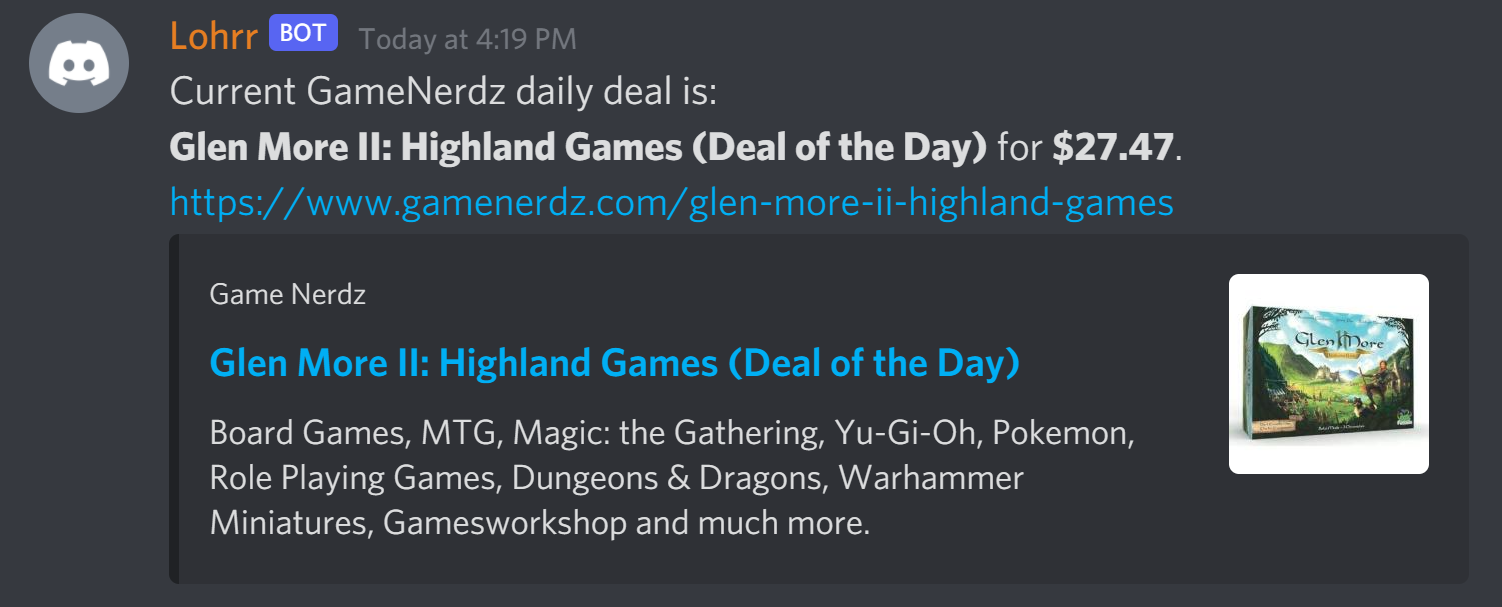 Lohrr BOT Today at 4:19 PM
Current GameNerdz daily deal is:
Glen More II: Highland Games (Deal of the Day) for $27.47.
https://www.gamenerdz.com/glen-more-ii-highland-games
Game Nerdz
Glen More II: Highland Games (Deal of the Day)
Board Games, MTG, Magic: the Gathering, Yu-Gi-Oh, Pokemon,
Role Playing Games, Dungeons & Dragons, Warhammer
Miniatures, Gamesworkshop and much more.
Glen II More